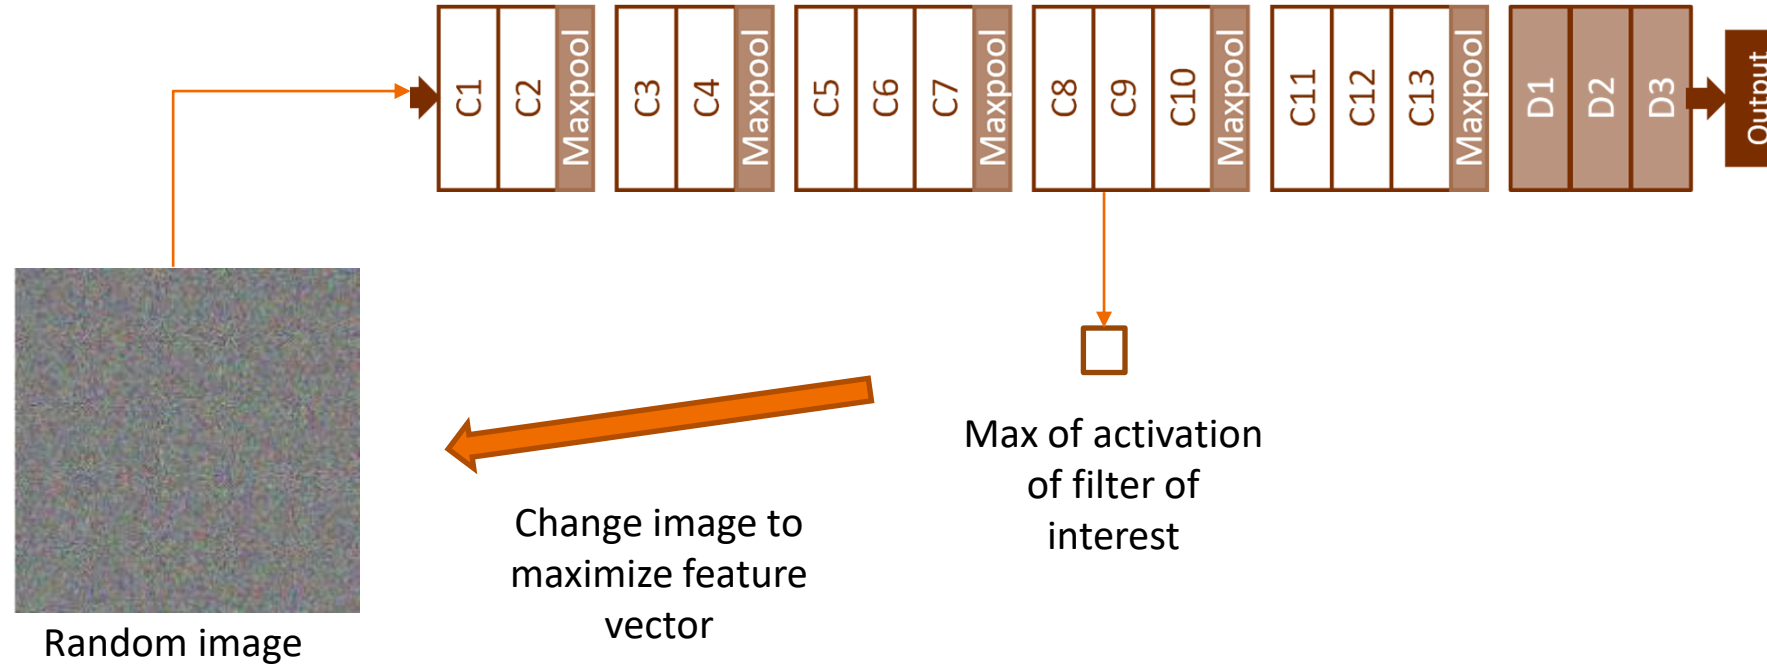 C1
C2
Maxpool
C3
C4
Maxpool
C5
C6
C7
Maxpool
C8
C9
C10
Maxpool
C11
C12
C13
Maxpool
D1
D2
D3
Output
Max of activation
of filter of
interest
Change image to
maximize feature
vector
Random image